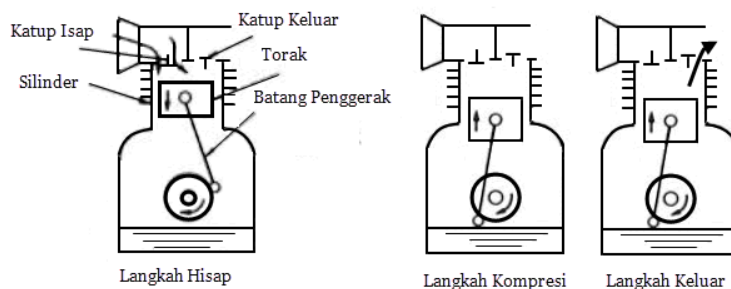 Katup Isap
Katup Keluar
Torak
Silinder
Batang Penggerak
Langkah Hisap
Langkah Kompresi
Langkah Keluar